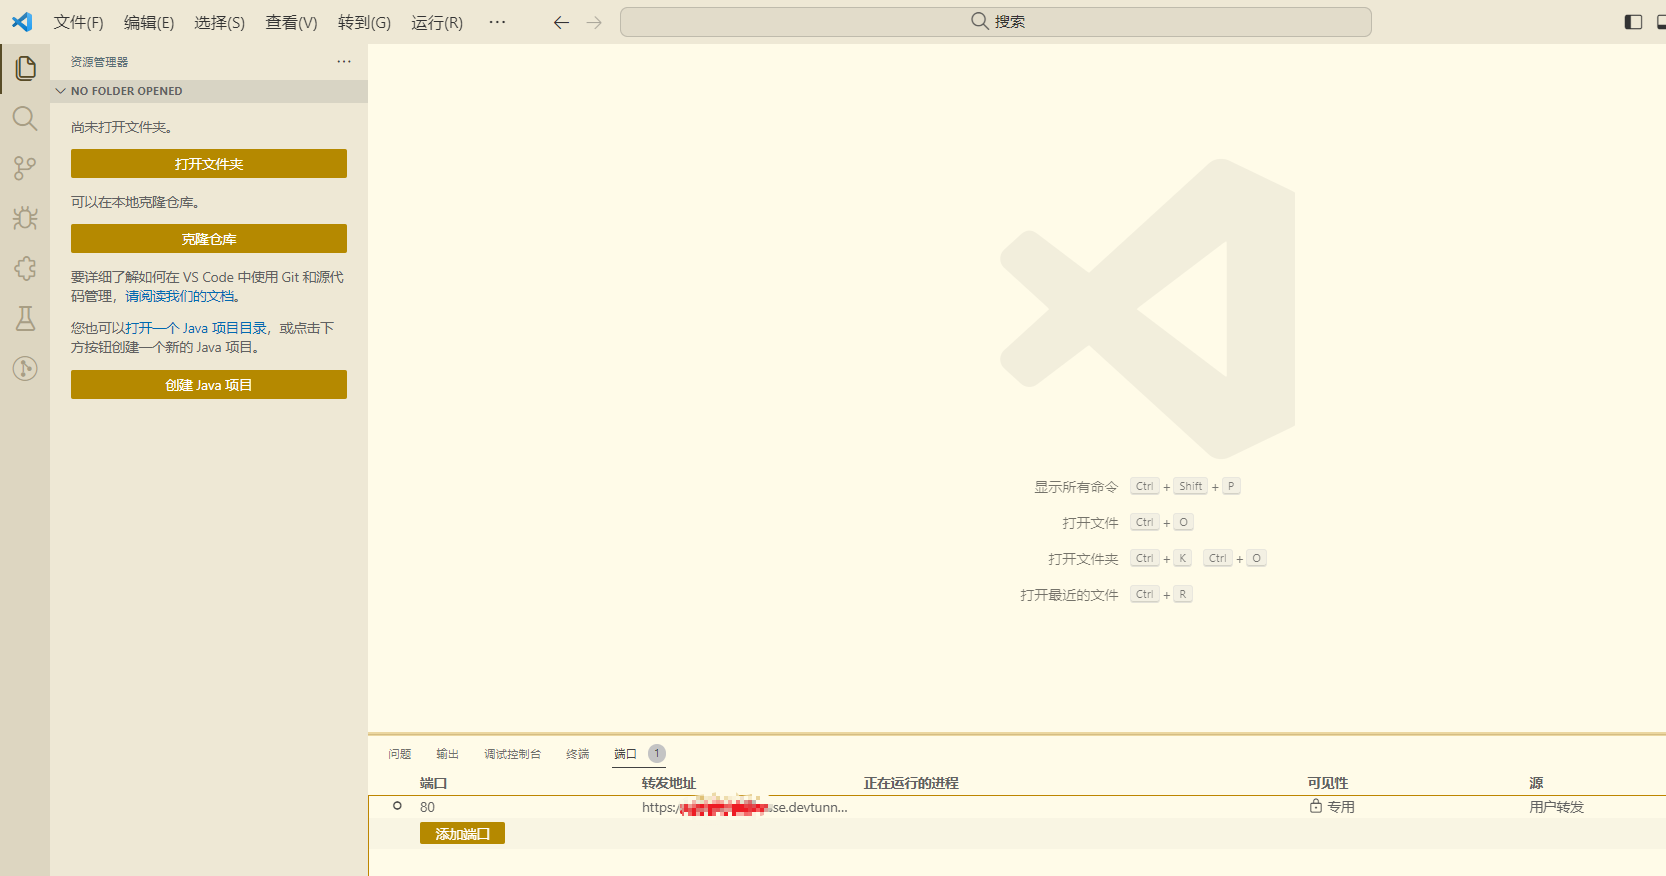 文件(F) 编辑(E) 选择(S) 查看(V) 转到(G) 运行(R) ··· 搜索
资源管理器 ···
NO FOLDER OPENED
尚未打开文件夹。
打开文件夹
可以在本地克隆仓库。
克隆仓库
要详细了解如何在 VS Code 中使用 Git 和源代
码管理，请阅读我们的文档。
您也可以打开一个 Java 项目目录，或点击下
方按钮创建一个新的 Java 项目。
创建 Java 项目
显示所有命令 Ctrl + Shift + P
打开文件 Ctrl + O
打开文件夹 Ctrl + K Ctrl + O
打开最近的文件 Ctrl + R
问题 输出 调试控制台 终端 端口 1
端口 转发地址 正在运行的进程 可见性 源
80 https:/ se.devtunn... 专用 用户转发
添加端口